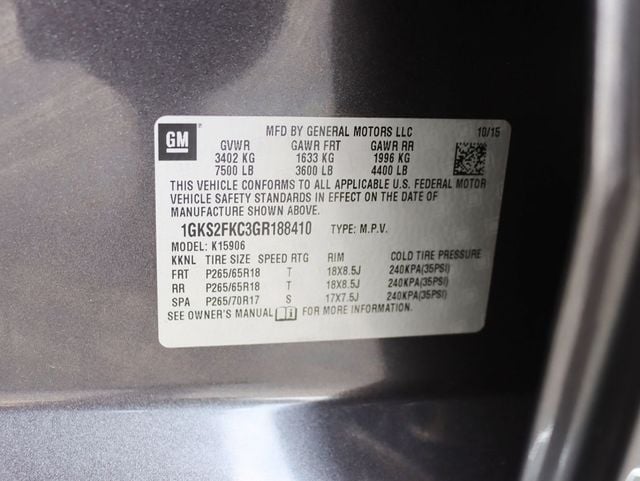 GM MFD BY GENERAL MOTORS LLC 10/15
GVWR GAWR FRT GAWR RR
3402 KG 1633 KG 1996 KG
7500 LB 3600 LB 4400 LB
THIS VEHICLE CONFORMS TO ALL APPLICABLE U.S. FEDERAL MOTOR
VEHICLE SAFETY STANDARDS IN EFFECT ON THE DATE OF
MANUFACTURE SHOWN ABOVE.
1GKS2FKC3GR188410 TYPE: M.P.V.
MODEL: K15906
KKNL TIRE SIZE SPEED RTG RIM COLD TIRE PRESSURE
FRT P265/65R18 T 18X8.5J 240KPA(35PSI)
RR P265/65R18 T 18X8.5J 240KPA(35PSI)
SPA P265/70R17 S 17X7.5J 240KPA(35PSI)
SEE OWNER'S MANUAL FOR MORE INFORMATION.